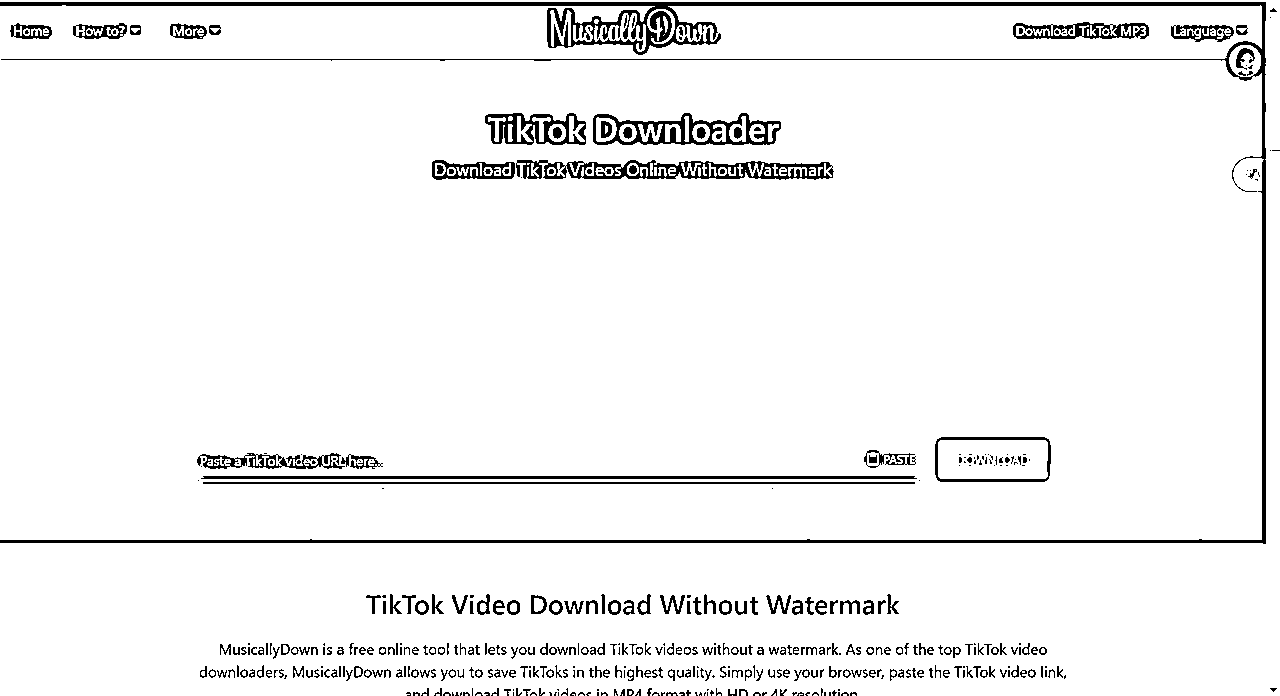 Home How to? More MusicallyDown Download TikTok MP3 Language
TikTok Downloader
Download TikTok Videos Online Without Watermark
Paste a TikTok video URL here.. PASTE DOWNLOAD
TikTok Video Download Without Watermark
MusicallyDown is a free online tool that lets you download TikTok videos without a watermark. As one of the top TikTok video
downloaders, MusicallyDown allows you to save TikToks in the highest quality. Simply use your browser, paste the TikTok video link,
and download TikTok videos in MP4 format with HD or 4K resolution.